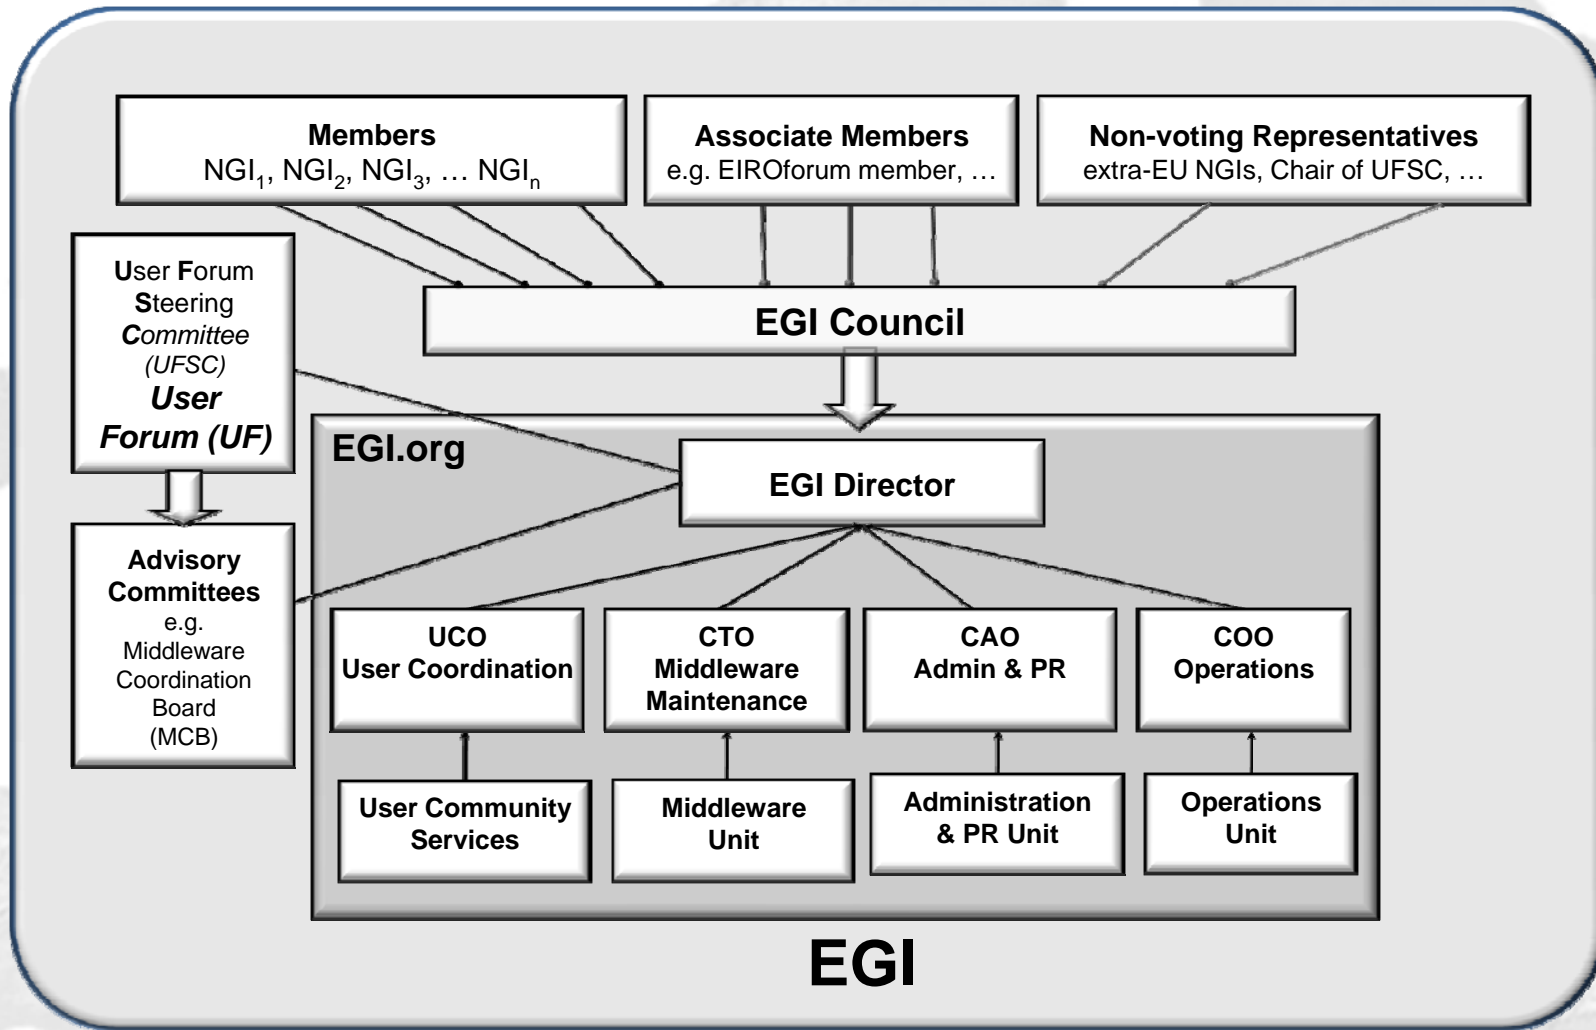 Members
NGI1, NGI2, NGI3, … NGIn
Associate Members
e.g. EIROforum member, …
Non-voting Representatives
extra-EU NGIs, Chair of UFSC, …
User Forum
Steering
Committee
(UFSC)
User
Forum (UF)
EGI Council
EGI.org
EGI Director
Advisory
Committees
e.g.
Middleware
Coordination
Board
(MCB)
UCO
User Coordination
CTO
Middleware
Maintenance
CAO
Admin & PR
COO
Operations
User Community
Services
Middleware
Unit
Administration
& PR Unit
Operations
Unit
EGI